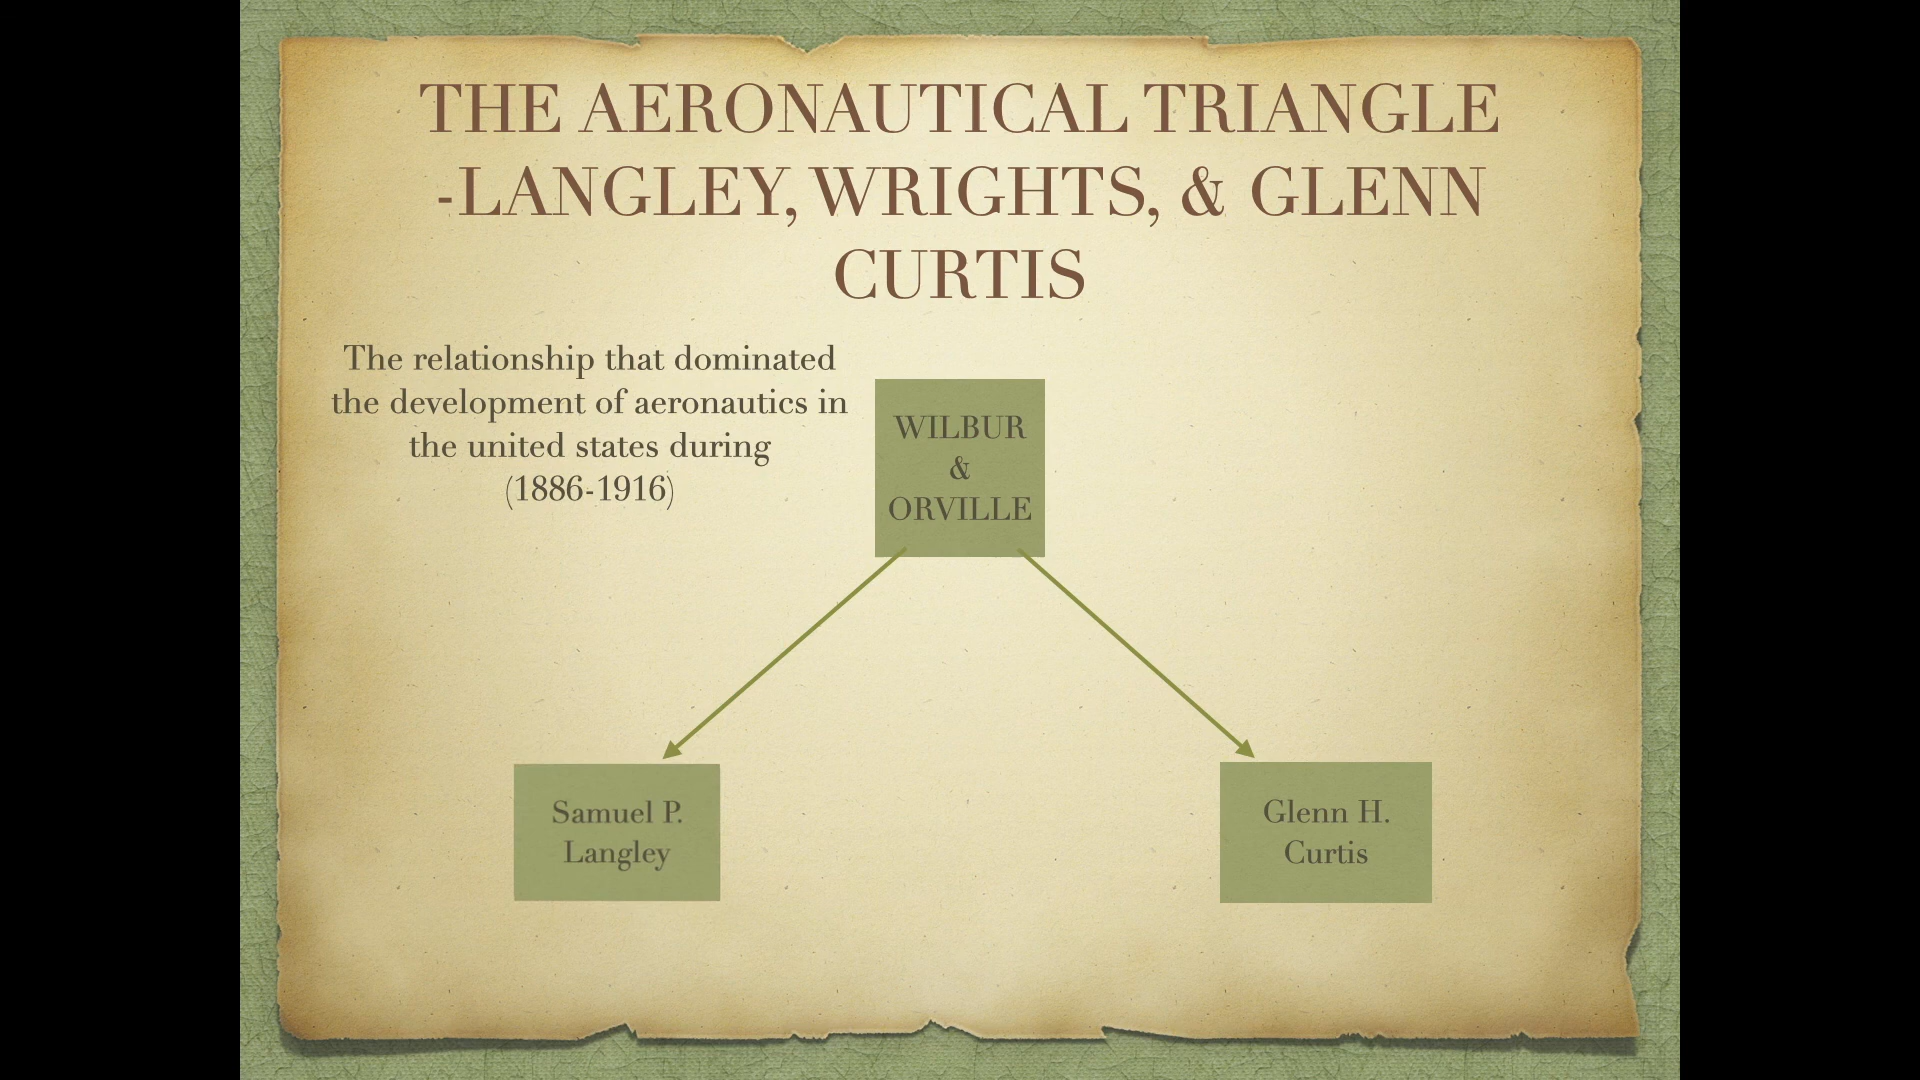 THE AERONAUTICAL TRIANGLE
-LANGLEY, WRIGHTS, & GLENN
CURTIS
The relationship that dominated
the development of aeronautics in
the united states during
(1886-1916)
WILBUR
&
ORVILLE
Samuel P.
Langley
Glenn H.
Curtis